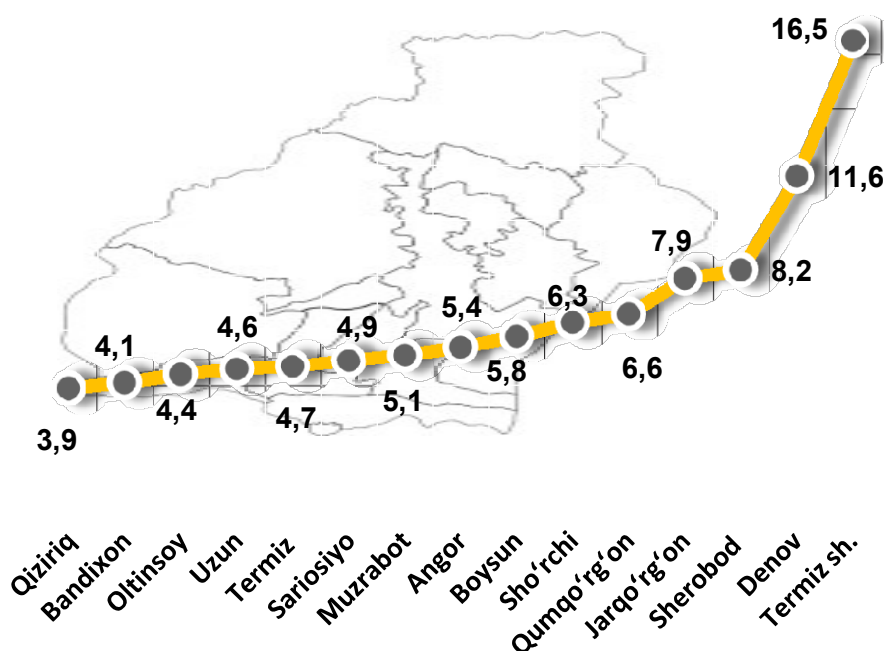 16,5
11,6
7,9
8,2
6,3
5,4
4,9
4,6
4,1
6,6
5,8
5,1
4,4
4,7
3,9
Qiziriq
Bandixon
Oltinsoy
Uzun
Termiz
Sariosiyo
Muzrabot
Angor
Boysun
Sho‘rchi
Qumqo‘rg‘on
Jarqo‘rg‘on
Sherobod
Denov
Termiz sh.